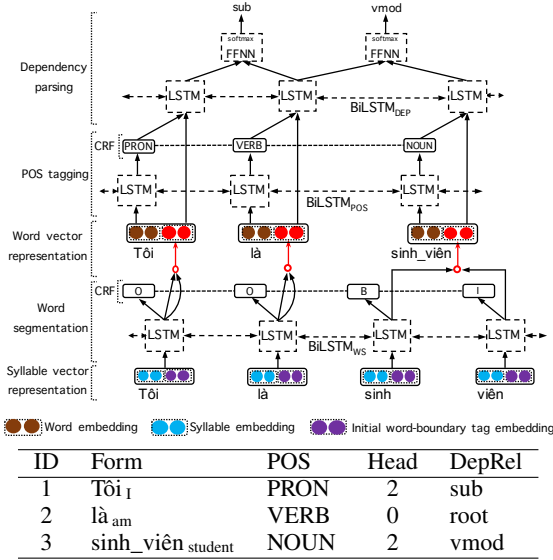 sub vmod
softmax softmax
FFNN FFNN
Dependency
parsing
LSTM LSTM LSTM
BiLSTM_DEP
CRF PRON VERB NOUN
POS tagging
LSTM LSTM LSTM
BiLSTM_POS
Word vector
representation
Tôi là sinh_viên
CRF O O B I
Word
segmentation
LSTM LSTM LSTM LSTM
BiLSTM_WS
Syllable vector
representation
Tôi là sinh viên
Word embedding Syllable embedding Initial word-boundary tag embedding
ID Form POS Head DepRel
1 Tôi I PRON 2 sub
2 là am VERB 0 root
3 sinh_viên student NOUN 2 vmod